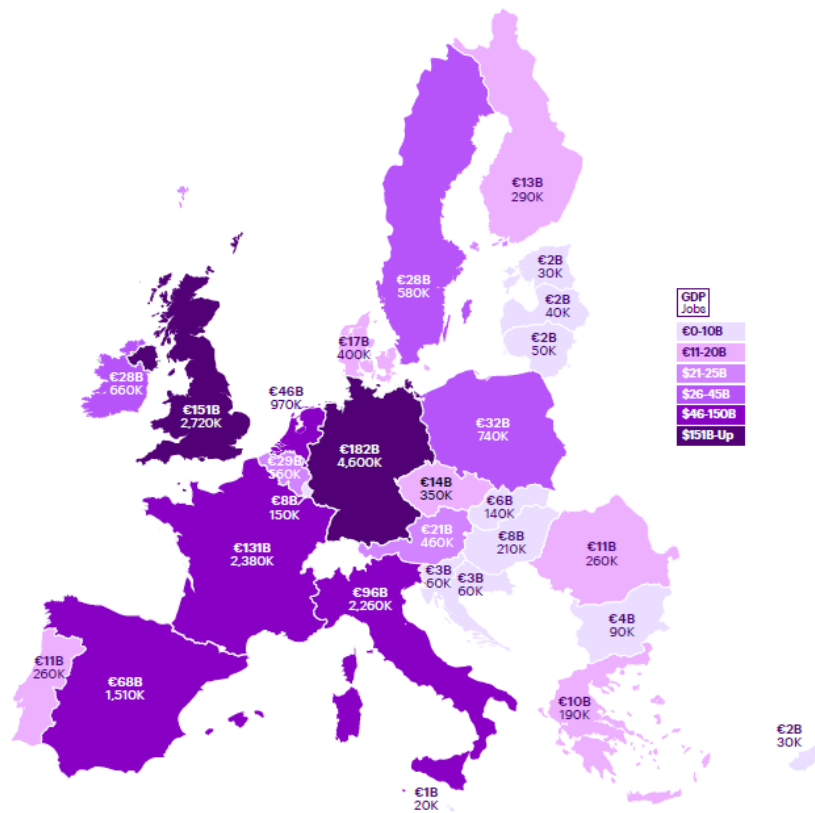 €13B
290K
€28B
580K
€2B
30K
€2B
40K
€2B
50K
GDP
Jobs
€0-10B
€11-20B
$21-25B
$26-45B
$46-150B
$151B-Up
€17B
400K
€28B
660K
€151B
2,720K
€46B
970K
€182B
4,600K
€32B
740K
€29B
560K
€8B
150K
€14B
350K
€6B
140K
€21B
460K
€8B
210K
€131B
2,380K
€3B
60K
€3B
60K
€11B
260K
€96B
2,260K
€4B
90K
€11B
260K
€68B
1,510K
€10B
190K
€2B
30K
€1B
20K